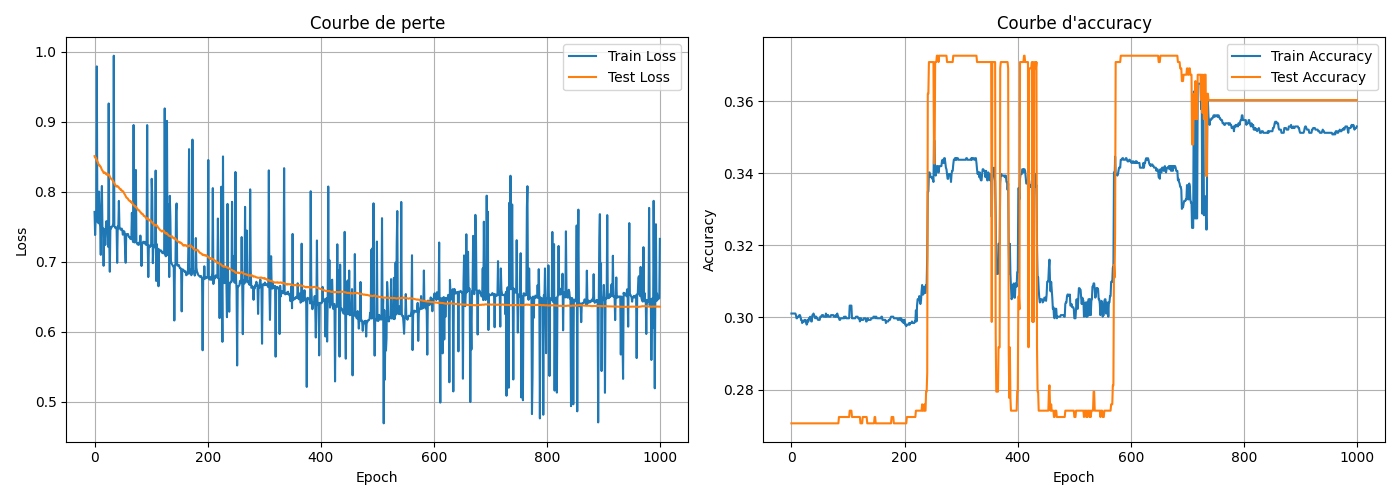 Courbe de perte
1.0
0.9
0.8
0.7
0.6
0.5
Loss
0
200
400
600
800
1000
Epoch
Train Loss
Test Loss
Courbe d'accuracy
0.36
0.34
0.32
0.30
0.28
Accuracy
0
200
400
600
800
1000
Epoch
Train Accuracy
Test Accuracy